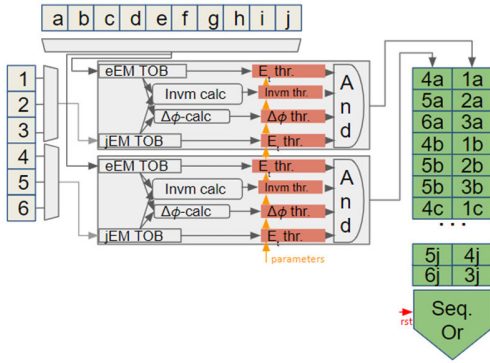 a b c d e f g h i j
1
2
3
4
5
6
eEM TOB
Invm calc
Δϕ-calc
jEM TOB
Eₜ thr.
Invm thr.
Δϕ thr.
Eₜ thr.
And
eEM TOB
Invm calc
Δϕ-calc
jEM TOB
Eₜ thr.
Invm thr.
Δϕ thr.
Eₜ thr.
And
parameters
4a 1a
5a 2a
6a 3a
4b 1b
5b 2b
5b 3b
4c 1c
...
5j 4j
6j 3j
rst
Seq.
Or